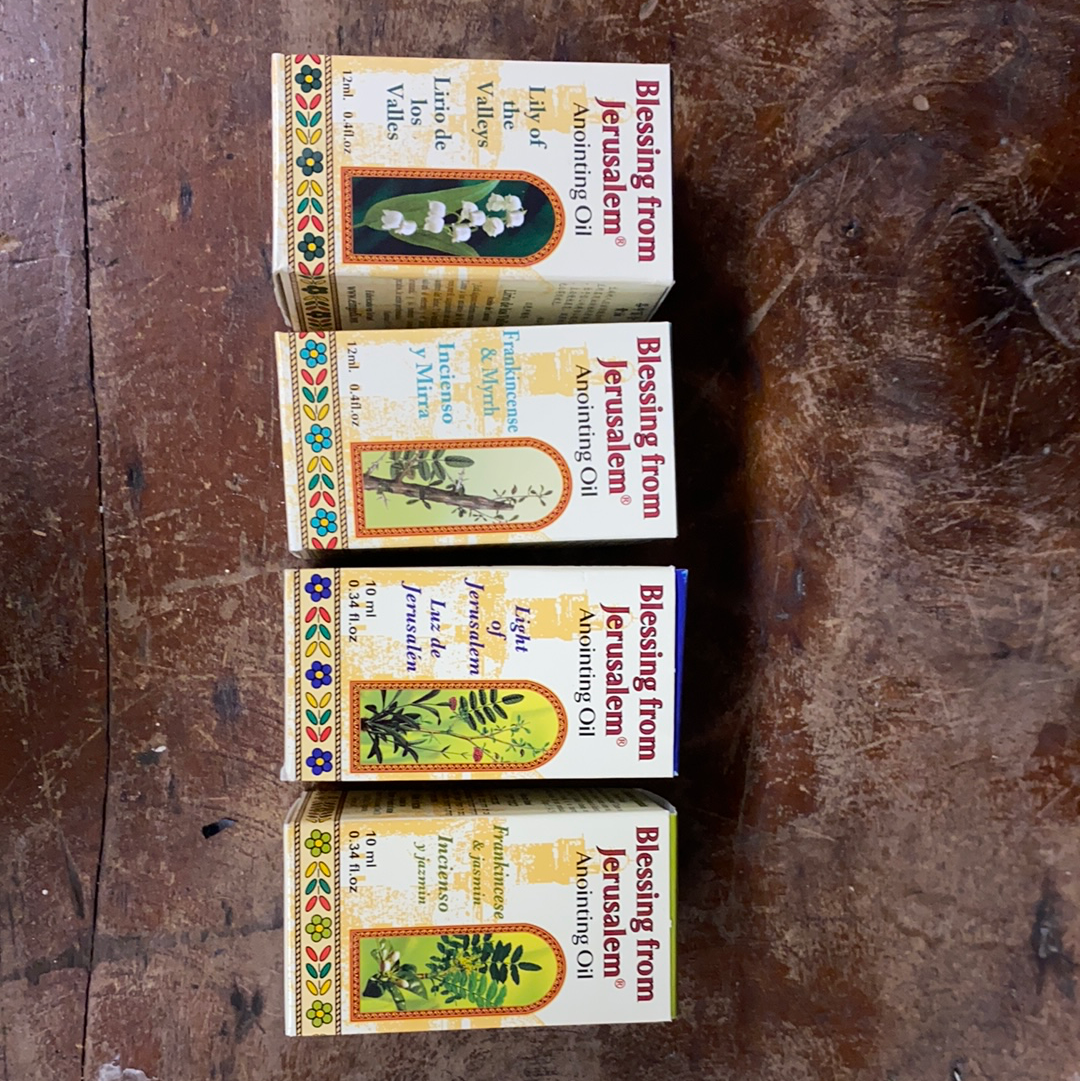 Blessing from
Jerusalem®
Anointing Oil
Lily of
the
Valleys
Lirio de
los
Valles
12ml. 0.4fl.oz
Blessing from
Jerusalem®
Anointing Oil
Frankincense
& Myrrh
Incienso
y Mirra
12ml. 0.4fl.oz
Blessing from
Jerusalem®
Anointing Oil
Light
of
Jerusalem
Luz de
Jerusalén
10 ml
0.34 fl.oz
Blessing from
Jerusalem®
Anointing Oil
Frankincese
& jasmin
Incienso
y jazmín
10 ml
0.34 fl.oz